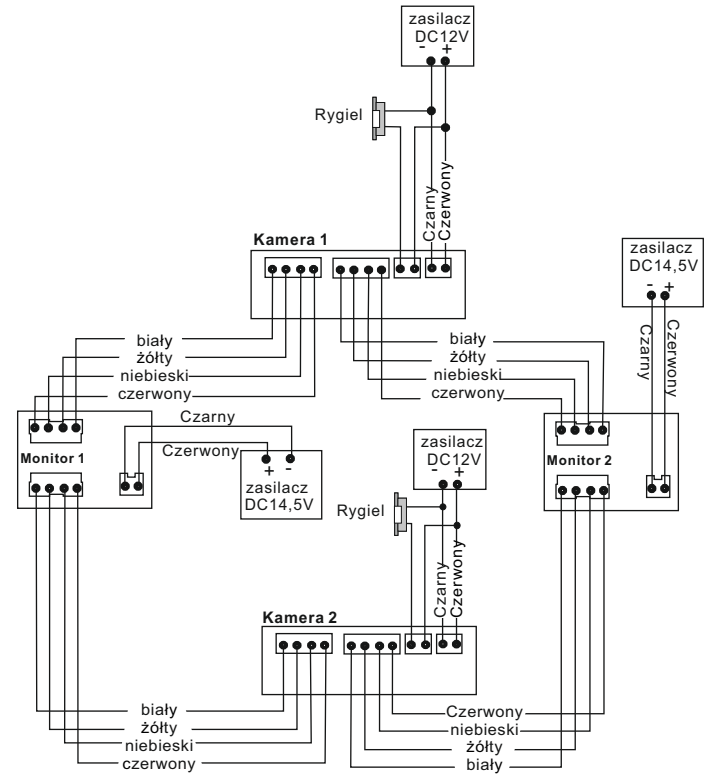 zasilacz
DC12V
- +
Rygiel
Czarny
Czerwony
Kamera 1
zasilacz
DC14,5V
- +
Czarny
Czerwony
biały
żółty
niebieski
czerwony
biały
żółty
niebieski
czerwony
Czarny
Czerwony
Monitor 1
+ -
zasilacz
DC14,5V
zasilacz
DC12V
- +
Monitor 2
Rygiel
Czarny
Czerwony
Kamera 2
biały
żółty
niebieski
czerwony
Czerwony
niebieski
żółty
biały